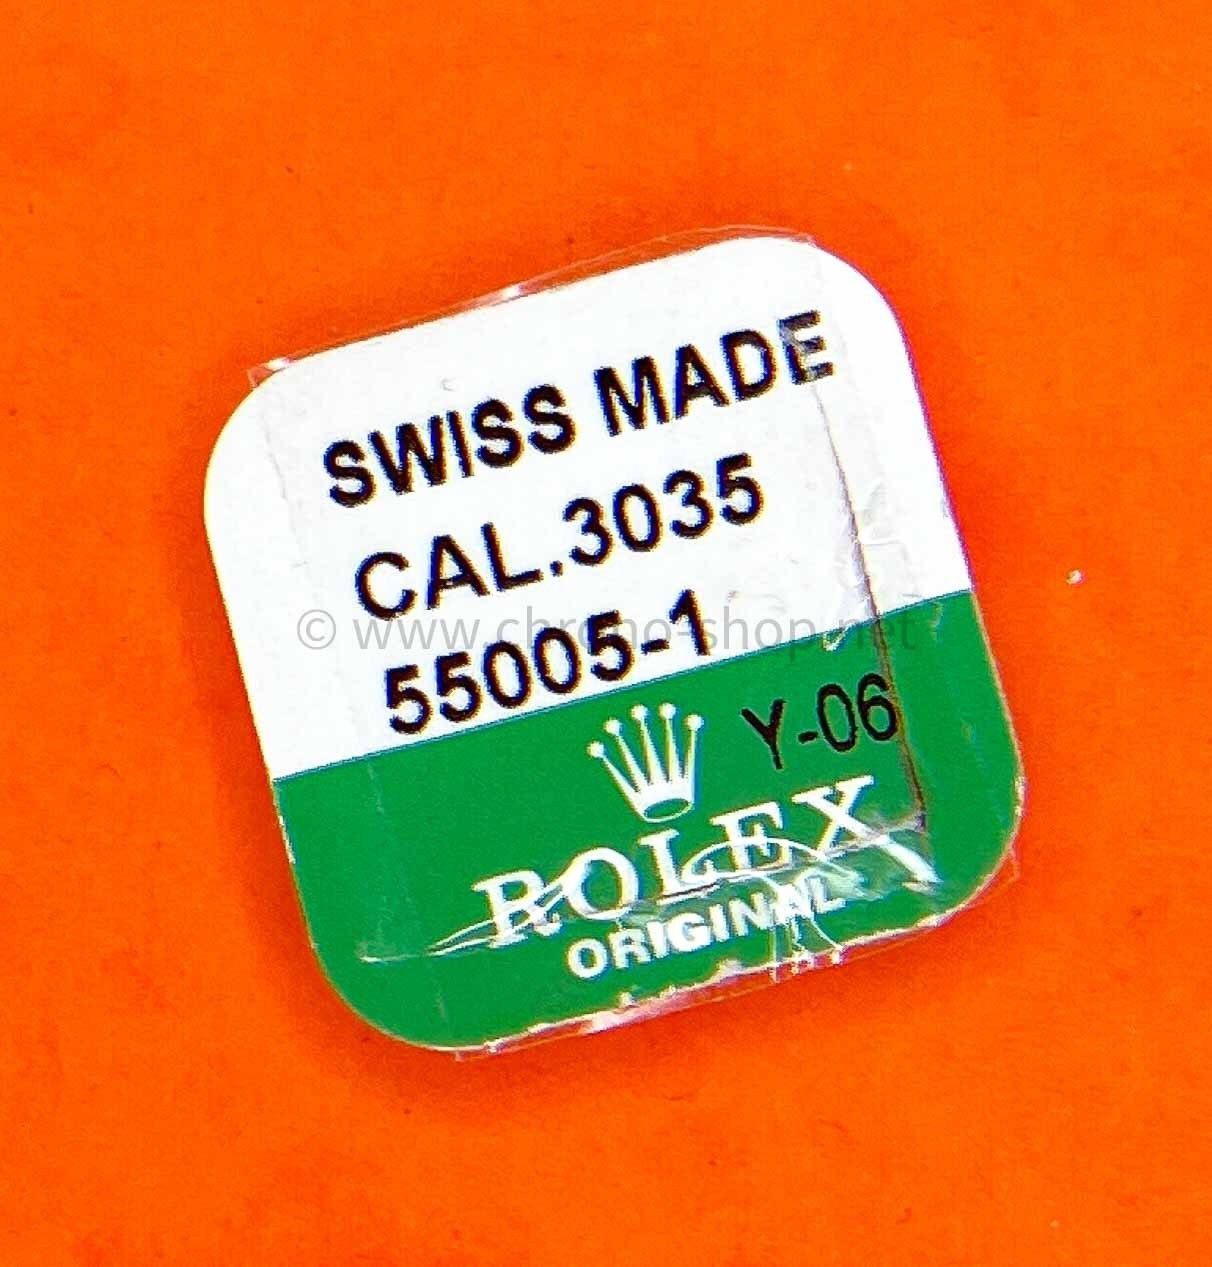 SWISS MADE
CAL.3035
© www.chrono-shop.net
55005-1
Y-06
ROLEX
ORIGINAL